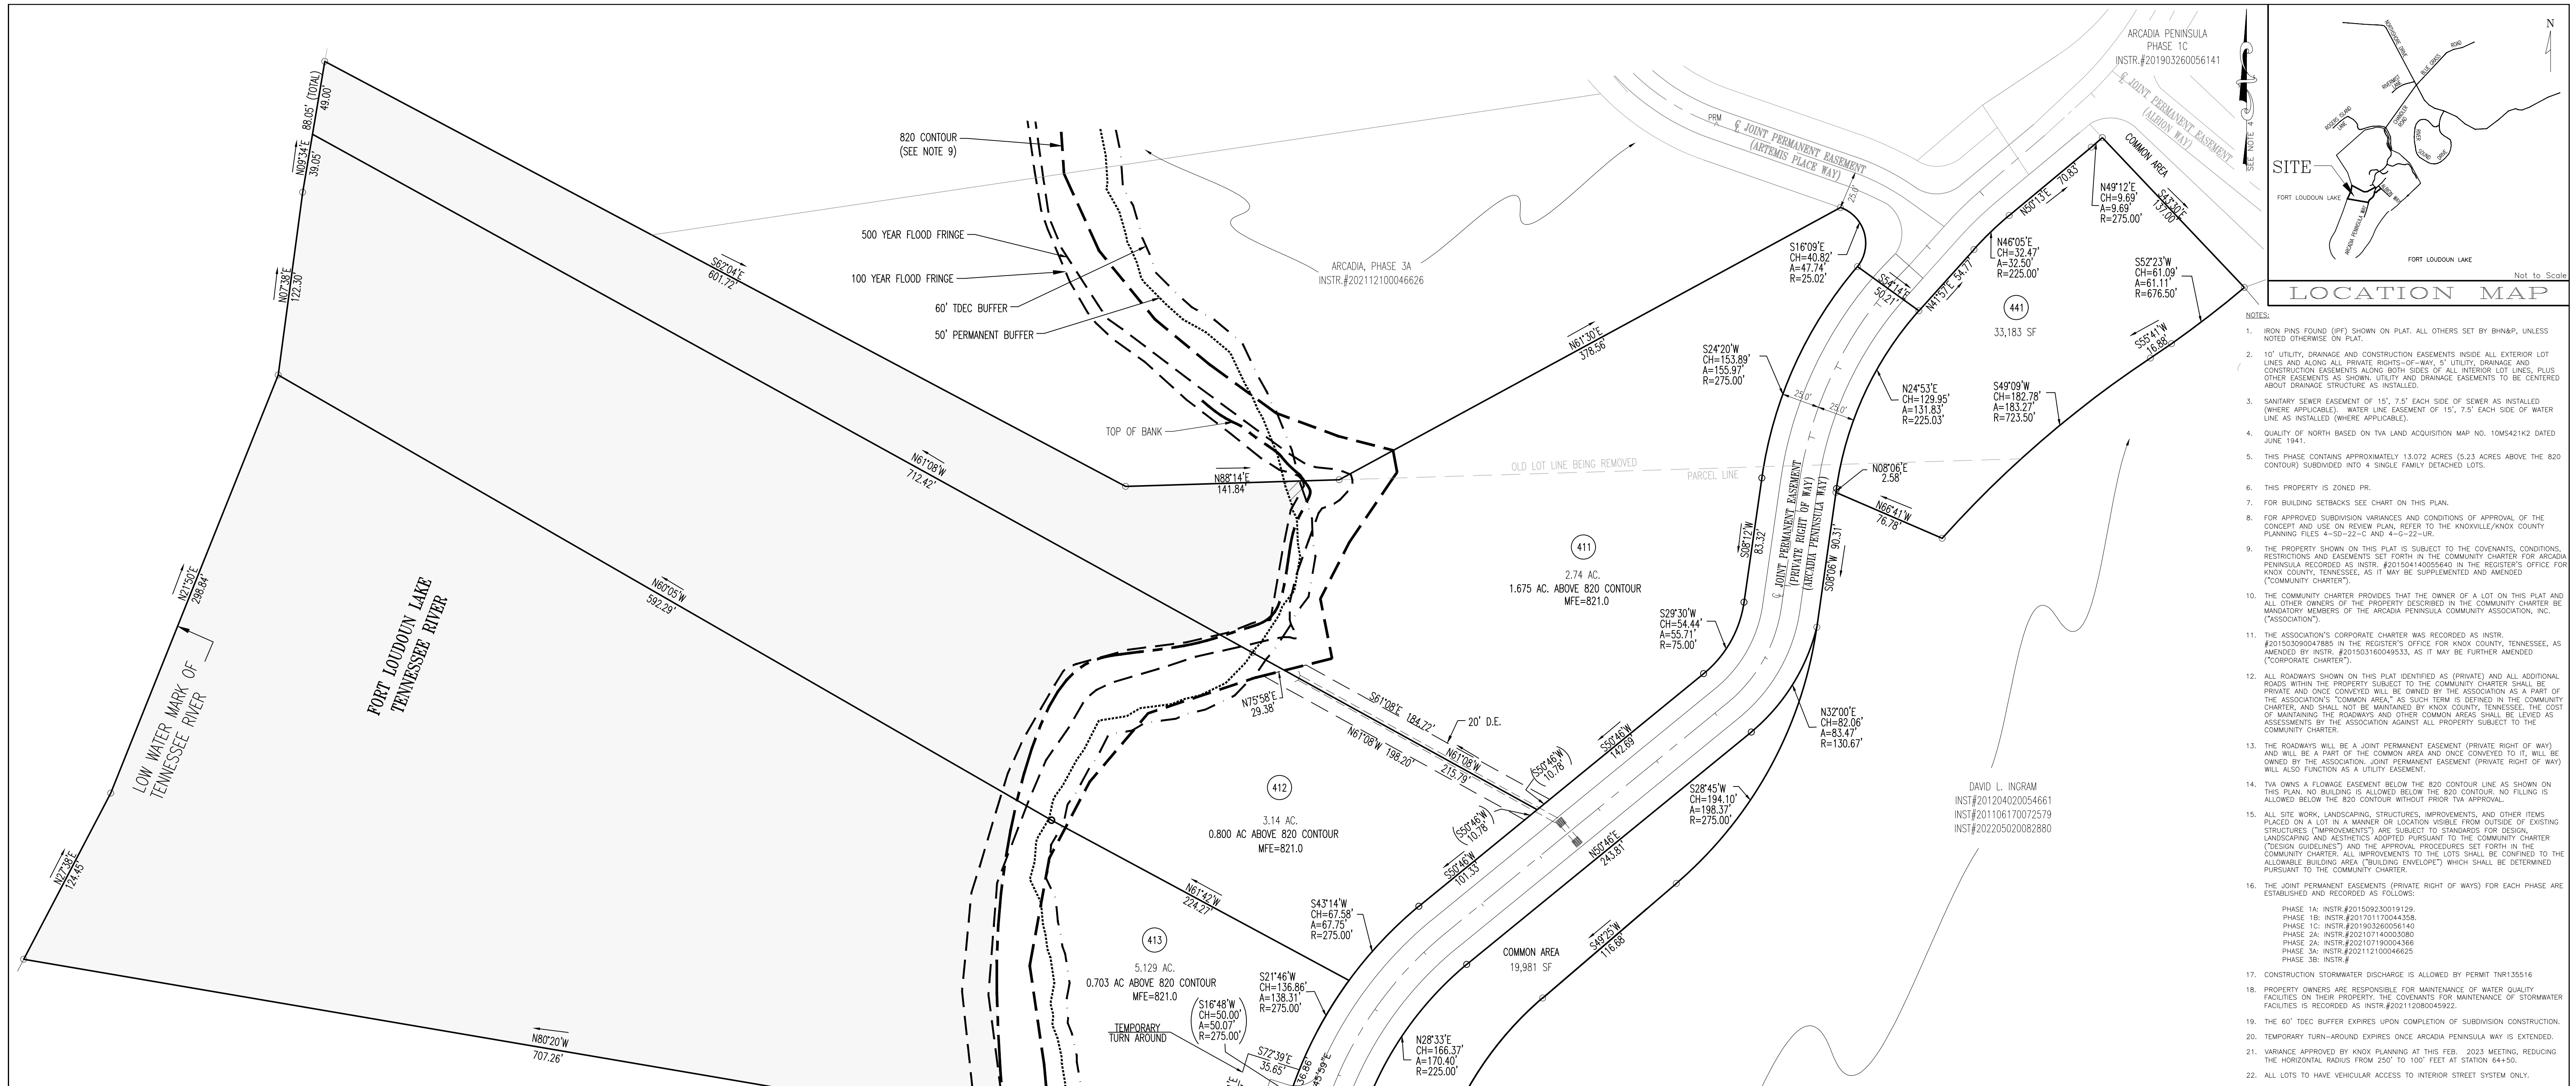 ARCADIA PENINSULA
PHASE 1C
INSTR.#201903260056141
℄ JOINT PERMANENT EASEMENT
(ALBION WAY)
PRM
℄ JOINT PERMANENT EASEMENT
(ARTEMIS PLACE WAY)
25.0'
COMMON AREA
S43°30'E
137.00'
N49°12'E
CH=9.69'
A=9.69'
R=275.00'
N50°13'E
70.83'
N46°05'E
CH=32.47'
A=32.50'
R=225.00'
N41°57'E
54.77'
S54°14'E
50.21'
S16°09'E
CH=40.82'
A=47.74'
R=25.02'
S52°23'W
CH=61.09'
A=61.11'
R=676.50'
441
33,183 SF
S55°41'W
16.88'
S49°09'W
CH=182.78'
A=183.27'
R=723.50'
N24°53'E
CH=129.95'
A=131.83'
R=225.03'
S24°20'W
CH=153.89'
A=155.97'
R=275.00'
25.0'
25.0'
N08°06'E
2.58'
N66°41'W
76.78'
88.05' (TOTAL)
49.00'
N09°34'E
39.05'
N07°38'E
122.30'
820 CONTOUR
(SEE NOTE 9)
500 YEAR FLOOD FRINGE
100 YEAR FLOOD FRINGE
60' TDEC BUFFER
50' PERMANENT BUFFER
TOP OF BANK
ARCADIA, PHASE 3A
INSTR.#202112100046626
S62°04'E
601.72'
N61°08'W
712.42'
N88°14'E
141.84'
N61°30'E
378.56'
OLD LOT LINE BEING REMOVED
PARCEL LINE
℄ JOINT PERMANENT EASEMENT
(PRIVATE RIGHT OF WAY)
(ARCADIA PENINSULA WAY)
S08°12'W
83.32'
S08°06'W 90.31'
411
2.74 AC.
1.675 AC. ABOVE 820 CONTOUR
MFE=821.0
S29°30'W
CH=54.44'
A=55.71'
R=75.00'
N21°50'E
298.84'
N60°05'W
592.29'
FORT LOUDOUN LAKE
TENNESSEE RIVER
LOW WATER MARK OF
TENNESSEE RIVER
N27°38'E
124.45'
N80°20'W
707.26'
N75°58'E
29.38'
S61°08'E 184.72'
20' D.E.
N61°08'W
215.79'
N61°08'W 198.20'
(S50°46'W)
10.78'
(S50°46'W)
10.78'
S50°46'W
142.69
N32°00'E
CH=82.06'
A=83.47'
R=130.67'
412
3.14 AC.
0.800 AC ABOVE 820 CONTOUR
MFE=821.0
S50°46'W
101.33'
N50°46'E
243.81'
S28°45'W
CH=194.10'
A=198.37'
R=275.00'
DAVID L. INGRAM
INST#201204020054661
INST#201106170072579
INST#202205020082880
N61°42'W
224.27'
S43°14'W
CH=67.58'
A=67.75'
R=275.00'
413
5.129 AC.
0.703 AC ABOVE 820 CONTOUR
MFE=821.0
S21°46'W
CH=136.86'
A=138.31'
R=275.00'
COMMON AREA
19,981 SF
S49°25'W
116.68'
S16°48'W
CH=50.00'
A=50.07'
R=275.00'
TEMPORARY
TURN AROUND
S72°39'E
35.65'
N28°33'E
CH=166.37'
A=170.40'
R=225.00'
SEE NOTE 4
N
NORTHSHORE DRIVE
BLUE GRASS
ROAD
RIVERMIST
LANE
CHANDLER
ROAD
ROGERS ISLAND
LANE
RIVER
SOUND
DRIVE
SITE
ALBION WAY
FORT LOUDOUN LAKE
ARCADIA PENINSULA WAY
FORT LOUDOUN LAKE
Not to Scale
LOCATION MAP
NOTES:
1. IRON PINS FOUND (IPF) SHOWN ON PLAT. ALL OTHERS SET BY BHN&P, UNLESS
NOTED OTHERWISE ON PLAT.
2. 10' UTILITY, DRAINAGE AND CONSTRUCTION EASEMENTS INSIDE ALL EXTERIOR LOT
LINES AND ALONG ALL PRIVATE RIGHTS-OF-WAY, 5' UTILITY, DRAINAGE AND
CONSTRUCTION EASEMENTS ALONG BOTH SIDES OF ALL INTERIOR LOT LINES, PLUS
OTHER EASEMENTS AS SHOWN. UTILITY AND DRAINAGE EASEMENTS TO BE CENTERED
ABOUT DRAINAGE STRUCTURE AS INSTALLED.
3. SANITARY SEWER EASEMENT OF 15', 7.5' EACH SIDE OF SEWER AS INSTALLED
(WHERE APPLICABLE). WATER LINE EASEMENT OF 15', 7.5' EACH SIDE OF WATER
LINE AS INSTALLED (WHERE APPLICABLE).
4. QUALITY OF NORTH BASED ON TVA LAND ACQUISITION MAP NO. 10MS421K2 DATED
JUNE 1941.
5. THIS PHASE CONTAINS APPROXIMATELY 13.072 ACRES (5.23 ACRES ABOVE THE 820
CONTOUR) SUBDIVIDED INTO 4 SINGLE FAMILY DETACHED LOTS.
6. THIS PROPERTY IS ZONED PR.
7. FOR BUILDING SETBACKS SEE CHART ON THIS PLAN.
8. FOR APPROVED SUBDIVISION VARIANCES AND CONDITIONS OF APPROVAL OF THE
CONCEPT AND USE ON REVIEW PLAN, REFER TO THE KNOXVILLE/KNOX COUNTY
PLANNING FILES 4-SD-22-C AND 4-G-22-UR.
9. THE PROPERTY SHOWN ON THIS PLAT IS SUBJECT TO THE COVENANTS, CONDITIONS,
RESTRICTIONS AND EASEMENTS SET FORTH IN THE COMMUNITY CHARTER FOR ARCADIA
PENINSULA RECORDED AS INSTR. #201504140055640 IN THE REGISTER'S OFFICE FOR
KNOX COUNTY, TENNESSEE, AS IT MAY BE SUPPLEMENTED AND AMENDED
("COMMUNITY CHARTER").
10. THE COMMUNITY CHARTER PROVIDES THAT THE OWNER OF A LOT ON THIS PLAT AND
ALL OTHER OWNERS OF THE PROPERTY DESCRIBED IN THE COMMUNITY CHARTER BE
MANDATORY MEMBERS OF THE ARCADIA PENINSULA COMMUNITY ASSOCIATION, INC.
("ASSOCIATION").
11. THE ASSOCIATION'S CORPORATE CHARTER WAS RECORDED AS INSTR.
#201503090047885 IN THE REGISTER'S OFFICE FOR KNOX COUNTY, TENNESSEE, AS
AMENDED BY INSTR. #201503160049533, AS IT MAY BE FURTHER AMENDED
("CORPORATE CHARTER").
12. ALL ROADWAYS SHOWN ON THIS PLAT IDENTIFIED AS (PRIVATE) AND ALL ADDITIONAL
ROADS WITHIN THE PROPERTY SUBJECT TO THE COMMUNITY CHARTER SHALL BE
PRIVATE AND ONCE CONVEYED WILL BE OWNED BY THE ASSOCIATION AS A PART OF
THE ASSOCIATION'S "COMMON AREA," AS SUCH TERM IS DEFINED IN THE COMMUNITY
CHARTER, AND SHALL NOT BE MAINTAINED BY KNOX COUNTY, TENNESSEE. THE COST
OF MAINTAINING THE ROADWAYS AND OTHER COMMON AREAS SHALL BE LEVIED AS
ASSESSMENTS BY THE ASSOCIATION AGAINST ALL PROPERTY SUBJECT TO THE
COMMUNITY CHARTER.
13. THE ROADWAYS WILL BE A JOINT PERMANENT EASEMENT (PRIVATE RIGHT OF WAY)
AND WILL BE A PART OF THE COMMON AREA AND ONCE CONVEYED TO IT, WILL BE
OWNED BY THE ASSOCIATION. JOINT PERMANENT EASEMENT (PRIVATE RIGHT OF WAY)
WILL ALSO FUNCTION AS A UTILITY EASEMENT.
14. TVA OWNS A FLOWAGE EASEMENT BELOW THE 820 CONTOUR LINE AS SHOWN ON
THIS PLAN. NO BUILDING IS ALLOWED BELOW THE 820 CONTOUR. NO FILLING IS
ALLOWED BELOW THE 820 CONTOUR WITHOUT PRIOR TVA APPROVAL.
15. ALL SITE WORK, LANDSCAPING, STRUCTURES, IMPROVEMENTS, AND OTHER ITEMS
PLACED ON A LOT IN A MANNER OR LOCATION VISIBLE FROM OUTSIDE OF EXISTING
STRUCTURES ("IMPROVEMENTS") ARE SUBJECT TO STANDARDS FOR DESIGN,
LANDSCAPING AND AESTHETICS ADOPTED PURSUANT TO THE COMMUNITY CHARTER
("DESIGN GUIDELINES") AND THE APPROVAL PROCEDURES SET FORTH IN THE
COMMUNITY CHARTER. ALL IMPROVEMENTS TO THE LOTS SHALL BE CONFINED TO THE
ALLOWABLE BUILDING AREA ("BUILDING ENVELOPE") WHICH SHALL BE DETERMINED
PURSUANT TO THE COMMUNITY CHARTER.
16. THE JOINT PERMANENT EASEMENTS (PRIVATE RIGHT OF WAYS) FOR EACH PHASE ARE
ESTABLISHED AND RECORDED AS FOLLOWS:
PHASE 1A: INSTR.#201509230019129.
PHASE 1B: INSTR.#201701170044358.
PHASE 1C: INSTR.#201903260056140
PHASE 2A: INSTR.#202107140003080
PHASE 2A: INSTR.#202107190004366
PHASE 3A: INSTR.#202112100046625
PHASE 3B: INSTR.#
17. CONSTRUCTION STORMWATER DISCHARGE IS ALLOWED BY PERMIT TNR135516
18. PROPERTY OWNERS ARE RESPONSIBLE FOR MAINTENANCE OF WATER QUALITY
FACILITIES ON THEIR PROPERTY. THE COVENANTS FOR MAINTENANCE OF STORMWATER
FACILITIES IS RECORDED AS INSTR.#202112080045922.
19. THE 60' TDEC BUFFER EXPIRES UPON COMPLETION OF SUBDIVISION CONSTRUCTION.
20. TEMPORARY TURN-AROUND EXPIRES ONCE ARCADIA PENINSULA WAY IS EXTENDED.
21. VARIANCE APPROVED BY KNOX PLANNING AT THIS FEB. 2023 MEETING, REDUCING
THE HORIZONTAL RADIUS FROM 250' TO 100' FEET AT STATION 64+50.
22. ALL LOTS TO HAVE VEHICULAR ACCESS TO INTERIOR STREET SYSTEM ONLY.